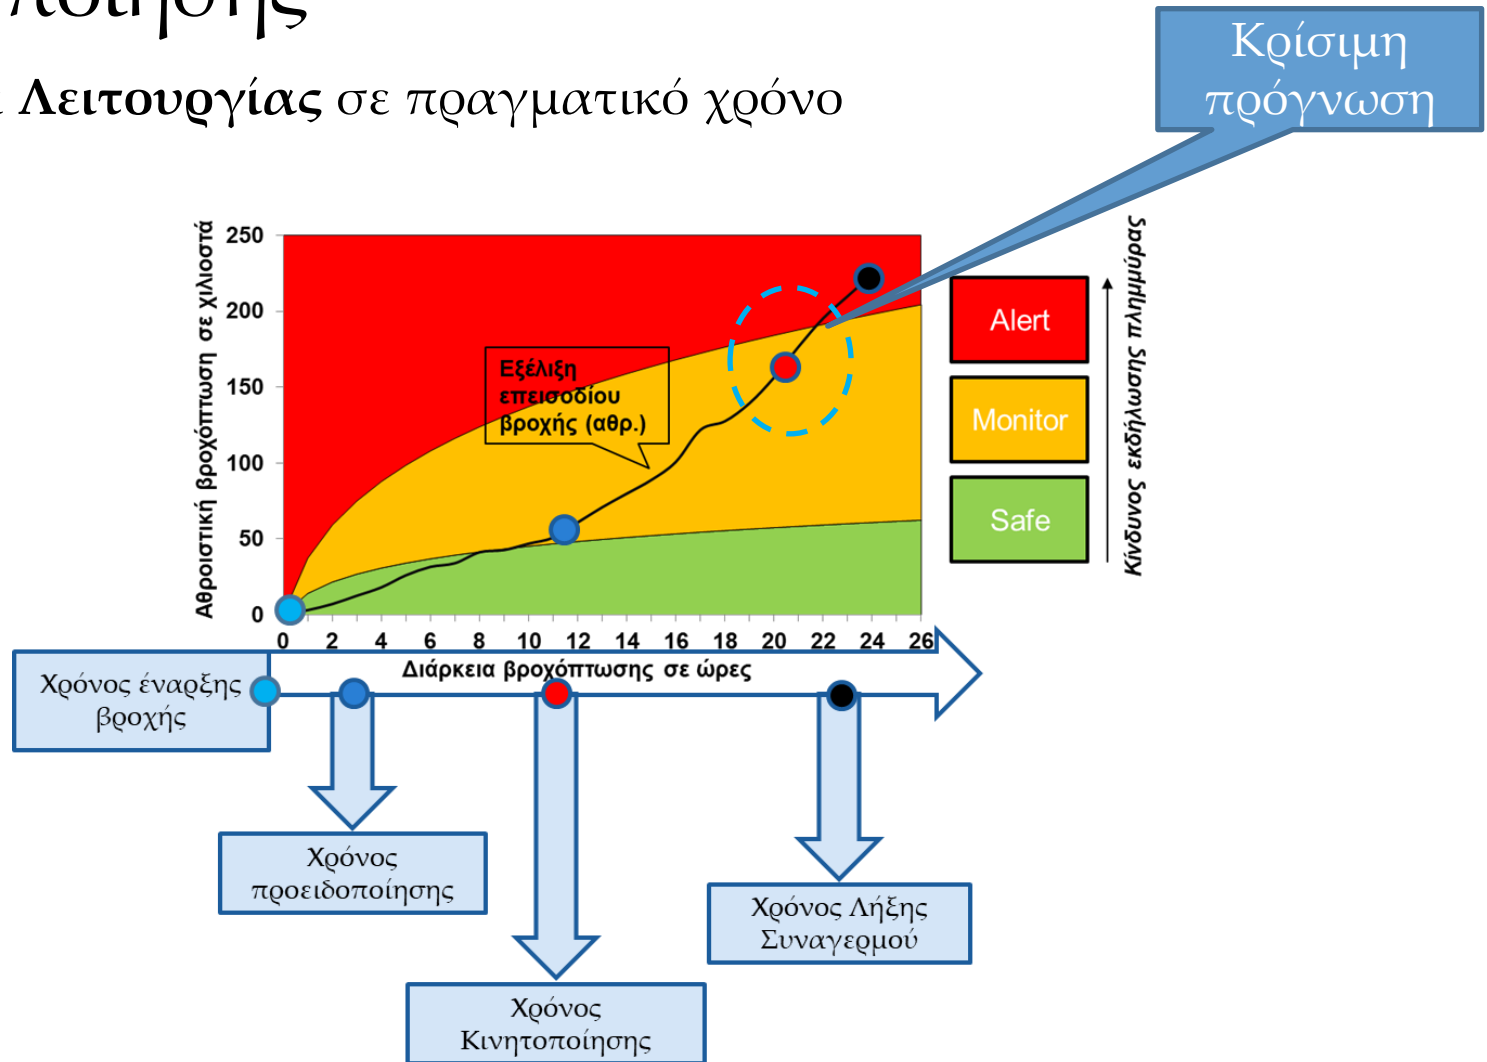 ποίησης
Λειτουργίας σε πραγματικό χρόνο
Κρίσιμη
πρόγνωση
Αθροιστική βροχόπτωση σε χιλιοστά
250
200
150
100
50
0
Εξέλιξη
επεισοδίου
βροχής (αθρ.)
0 2 4 6 8 10 12 14 16 18 20 22 24 26
Διάρκεια βροχόπτωσης σε ώρες
Alert
Monitor
Safe
Κίνδυνος εκδήλωσης πλημμύρας
Χρόνος έναρξης
βροχής
Χρόνος
προειδοποίησης
Χρόνος
Κινητοποίησης
Χρόνος Λήξης
Συναγερμού